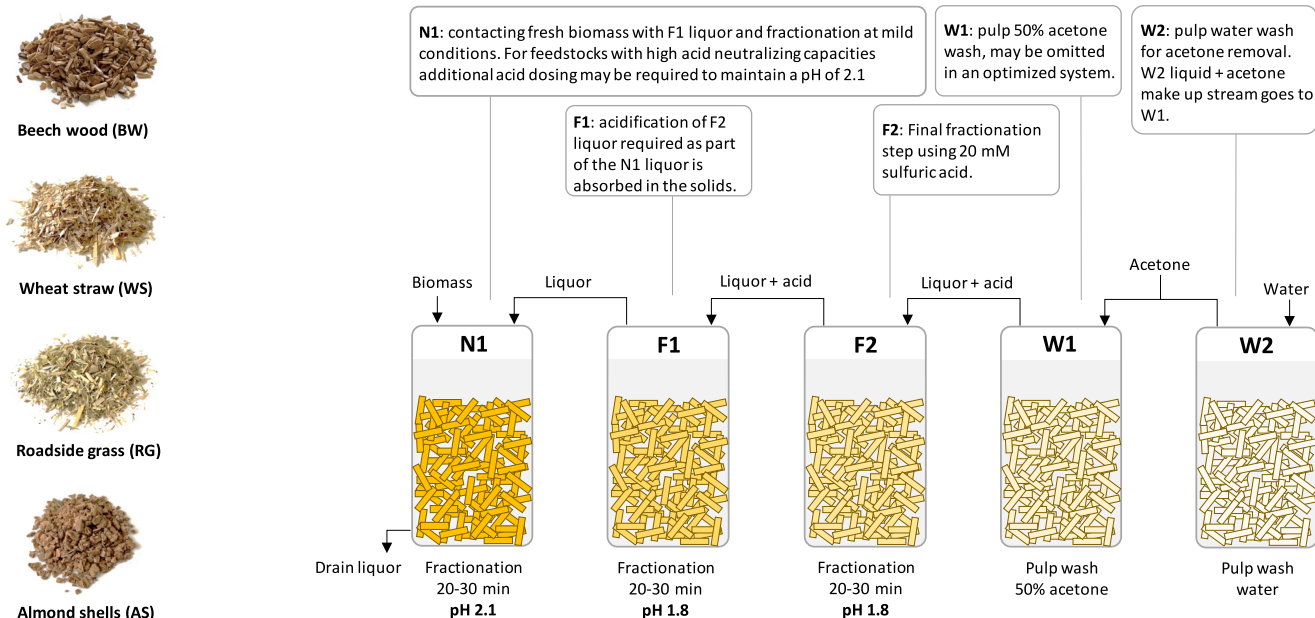 Beech wood (BW)
Wheat straw (WS)
Roadside grass (RG)
Almond shells (AS)
N1: contacting fresh biomass with F1 liquor and fractionation at mild
conditions. For feedstocks with high acid neutralizing capacities
additional acid dosing may be required to maintain a pH of 2.1
W1: pulp 50% acetone
wash, may be omitted
in an optimized system.
W2: pulp water wash
for acetone removal.
W2 liquid + acetone
make up stream goes to
W1.
F1: acidification of F2
liquor required as part
of the N1 liquor is
absorbed in the solids.
F2: Final fractionation
step using 20 mM
sulfuric acid.
Biomass
Liquor
Liquor + acid
Liquor + acid
Acetone
Water
N1
F1
F2
W1
W2
Drain liquor
Fractionation
20-30 min
pH 2.1
Fractionation
20-30 min
pH 1.8
Fractionation
20-30 min
pH 1.8
Pulp wash
50% acetone
Pulp wash
water